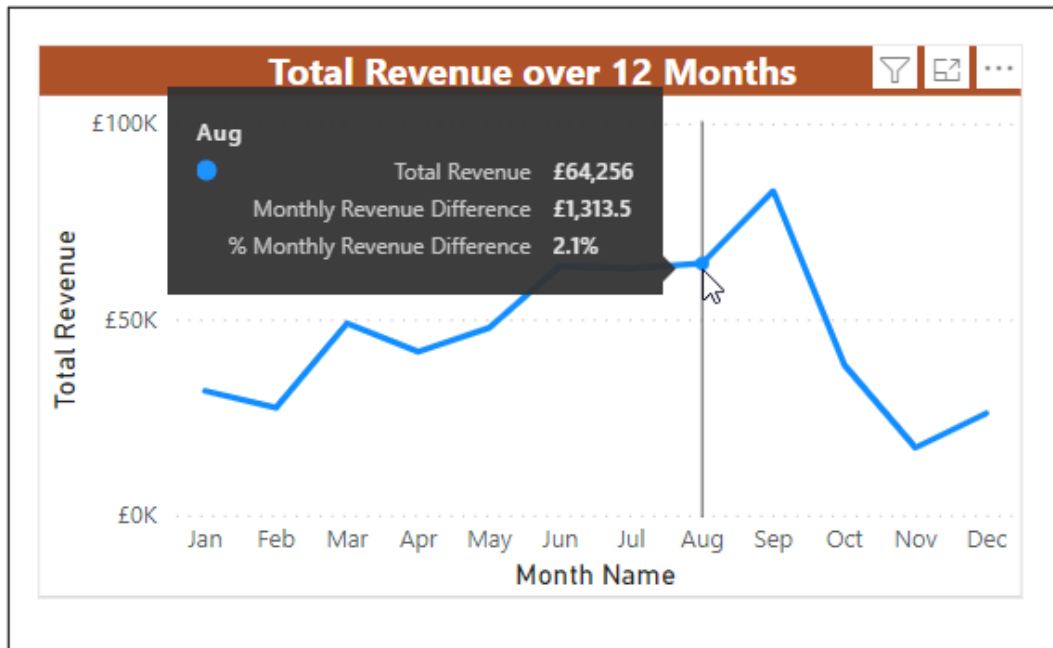 Total Revenue over 12 Months
£100K
Aug
Total Revenue £64,256
Monthly Revenue Difference £1,313.5
% Monthly Revenue Difference 2.1%
Total Revenue
£50K
£0K
Jan Feb Mar Apr May Jun Jul Aug Sep Oct Nov Dec
Month Name